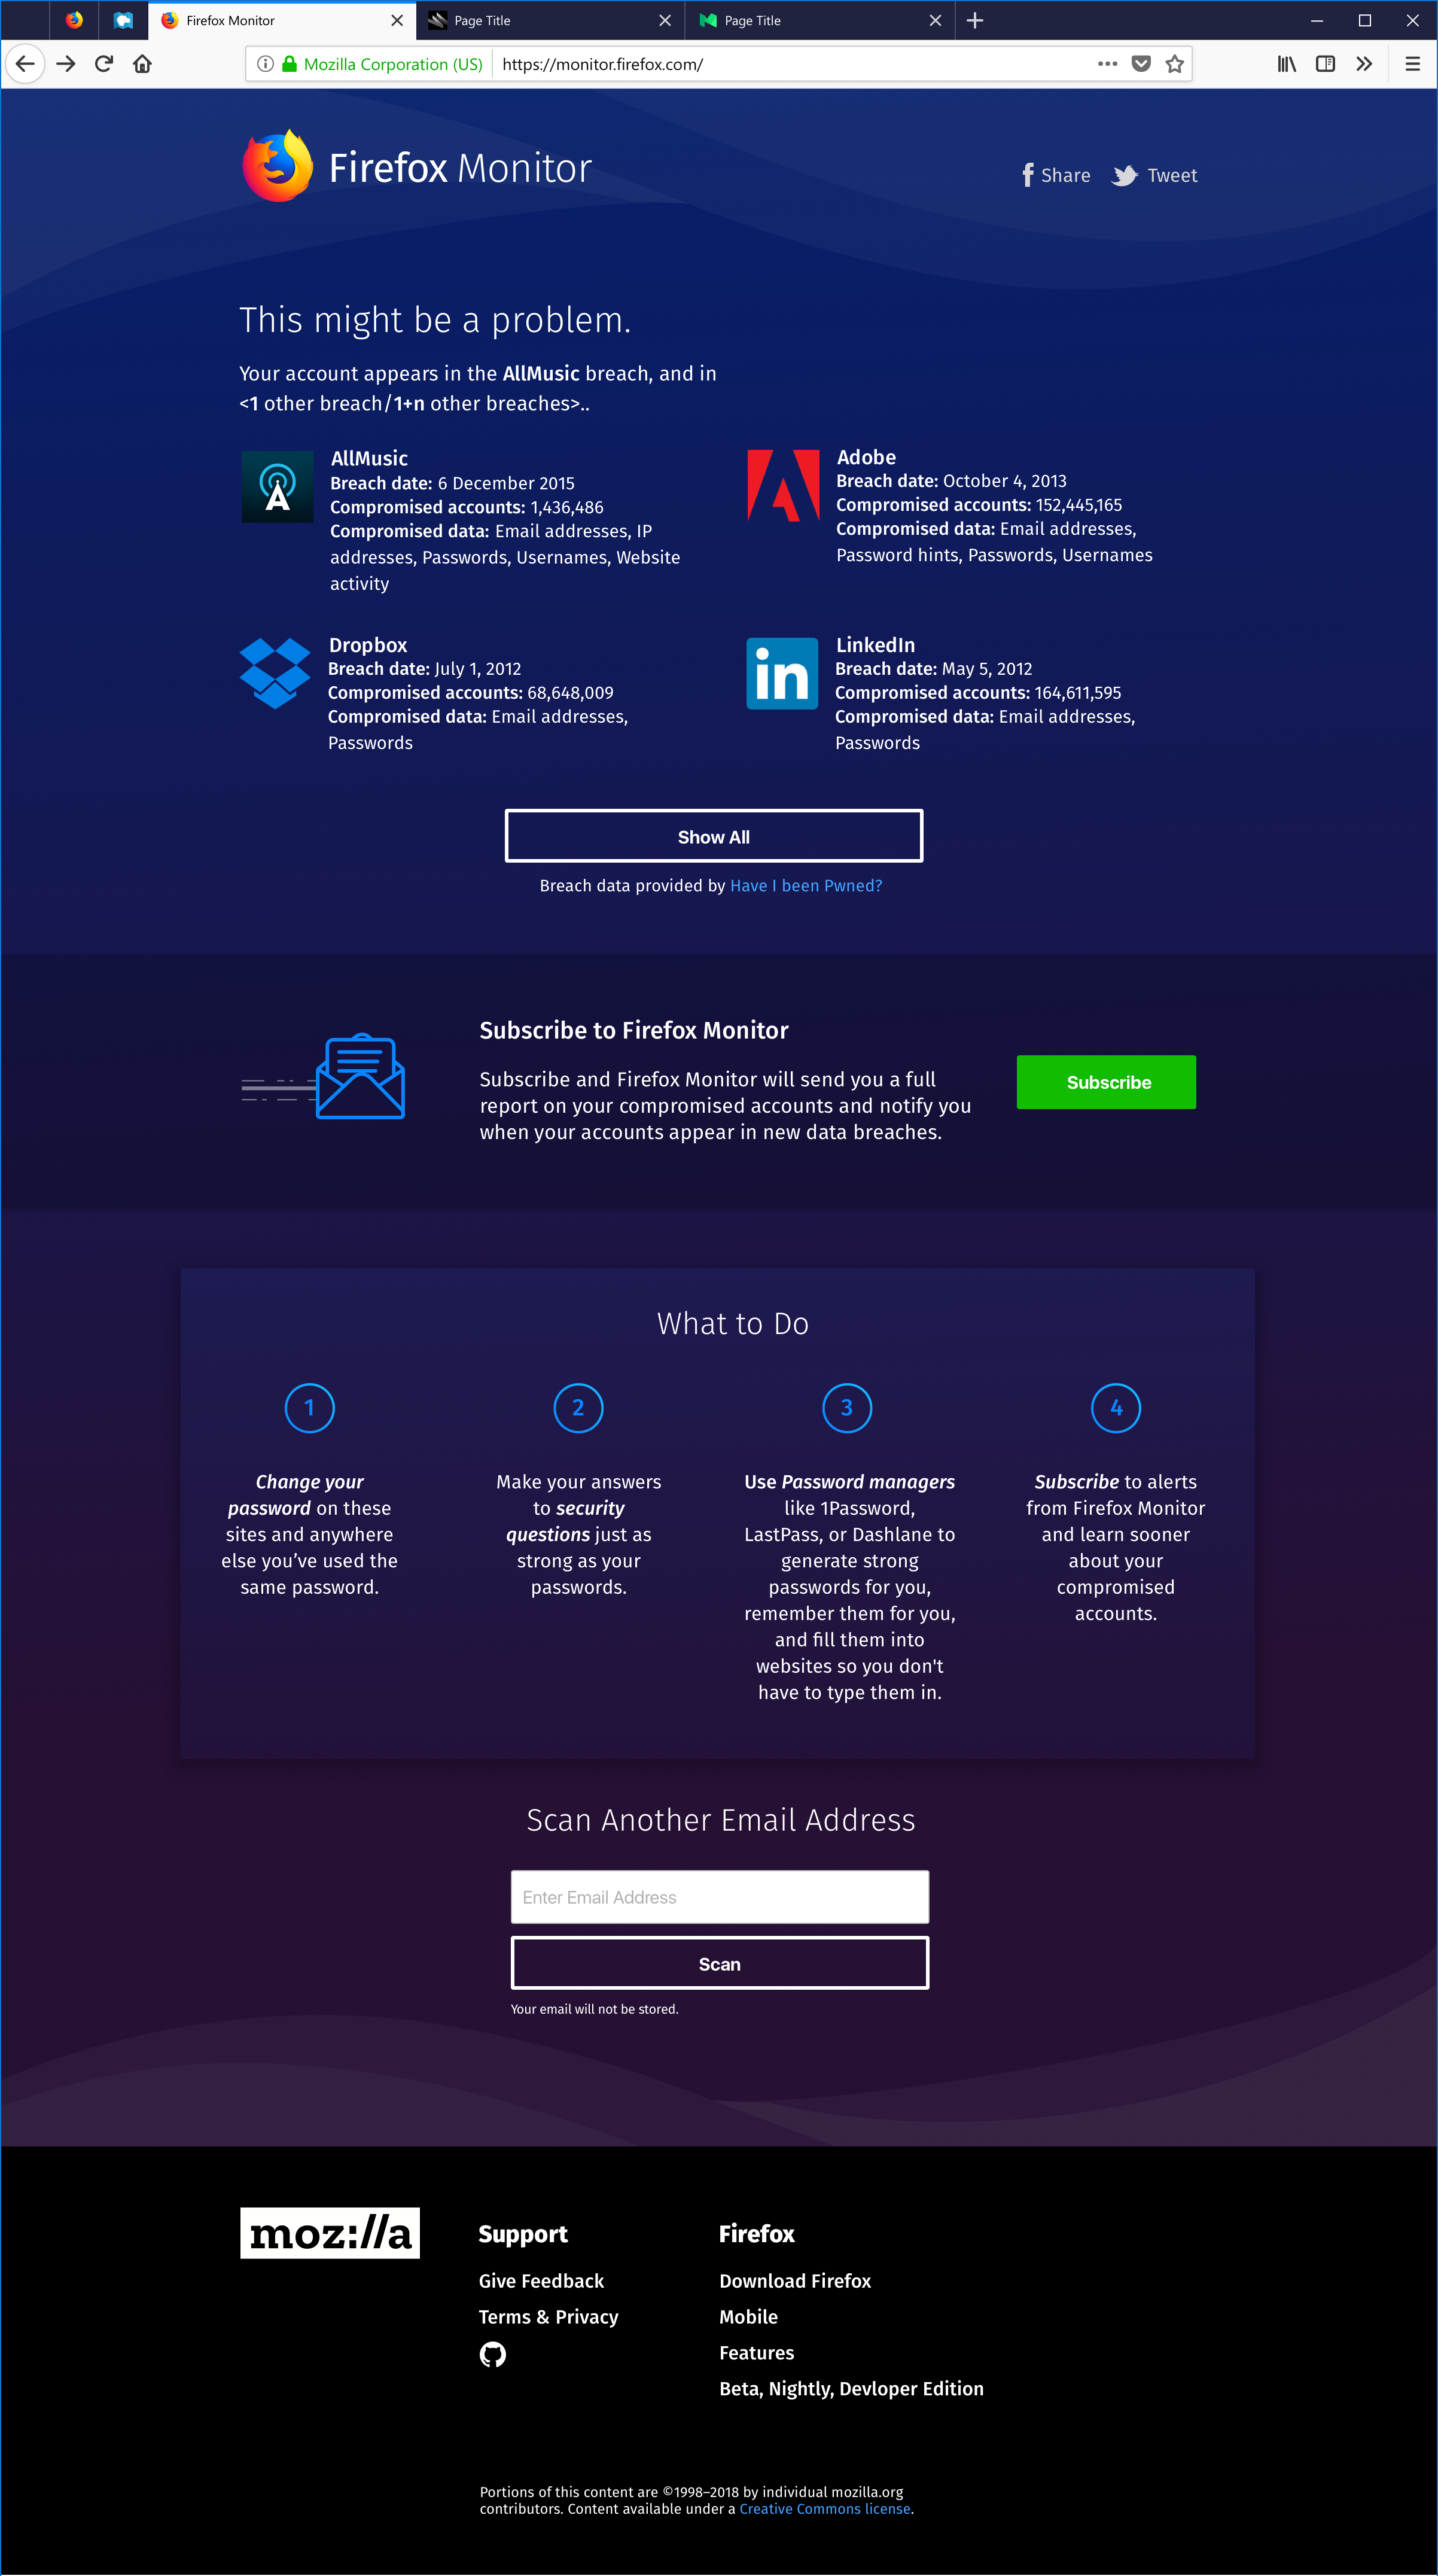 Firefox Monitor
Page Title
Page Title
Mozilla Corporation (US)
https://monitor.firefox.com/
Firefox Monitor
Share
Tweet
This might be a problem.
Your account appears in the AllMusic breach, and in
<1 other breach/1+n other breaches>..
AllMusic
Breach date: 6 December 2015
Compromised accounts: 1,436,486
Compromised data: Email addresses, IP
addresses, Passwords, Usernames, Website
activity
Adobe
Breach date: October 4, 2013
Compromised accounts: 152,445,165
Compromised data: Email addresses,
Password hints, Passwords, Usernames
Dropbox
Breach date: July 1, 2012
Compromised accounts: 68,648,009
Compromised data: Email addresses,
Passwords
in
LinkedIn
Breach date: May 5, 2012
Compromised accounts: 164,611,595
Compromised data: Email addresses,
Passwords
Show All
Breach data provided by Have I been Pwned?
Subscribe to Firefox Monitor
Subscribe and Firefox Monitor will send you a full
report on your compromised accounts and notify you
when your accounts appear in new data breaches.
Subscribe
What to Do
1
Change your
password on these
sites and anywhere
else you’ve used the
same password.
2
Make your answers
to security
questions just as
strong as your
passwords.
3
Use Password managers
like 1Password,
LastPass, or Dashlane to
generate strong
passwords for you,
remember them for you,
and fill them into
websites so you don't
have to type them in.
4
Subscribe to alerts
from Firefox Monitor
and learn sooner
about your
compromised
accounts.
Scan Another Email Address
Enter Email Address
Scan
Your email will not be stored.
moz://a
Support
Give Feedback
Terms & Privacy
Firefox
Download Firefox
Mobile
Features
Beta, Nightly, Devloper Edition
Portions of this content are ©1998–2018 by individual mozilla.org
contributors. Content available under a Creative Commons license.